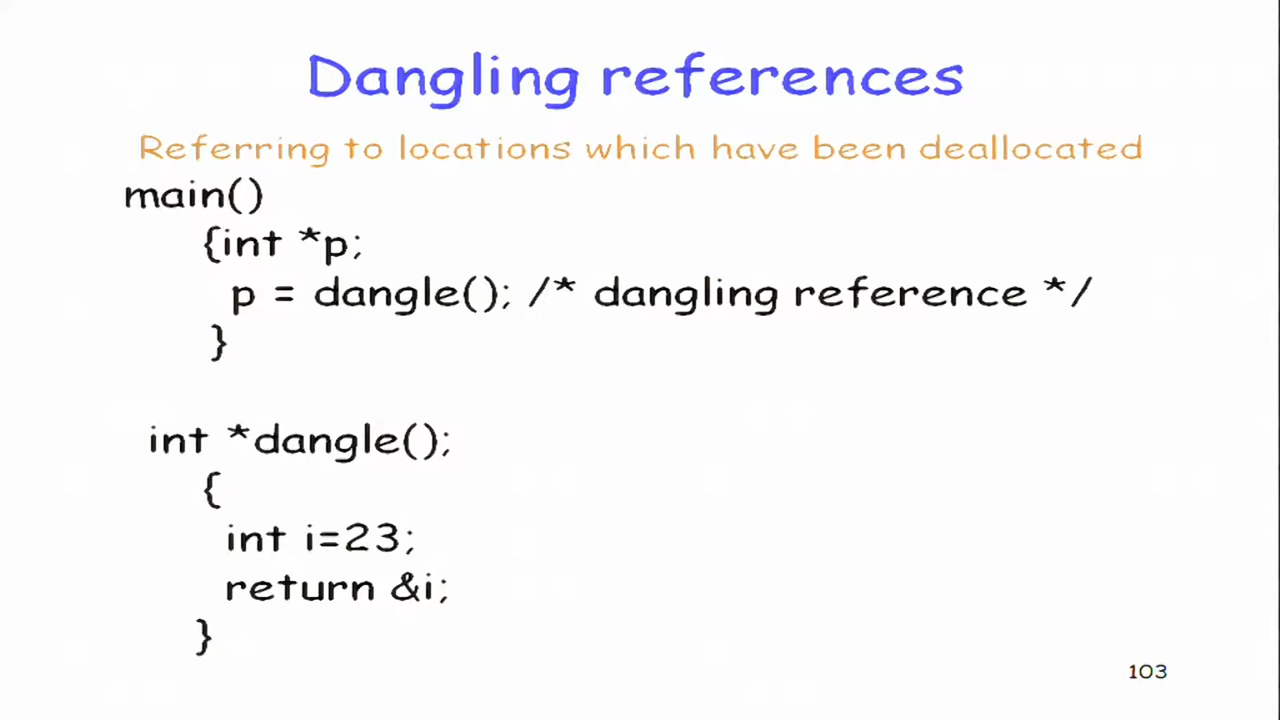 Dangling references
Referring to locations which have been deallocated
main()
{int *p;
p = dangle(); /* dangling reference */
}
int *dangle();
{
int i=23;
return &i;
}
103